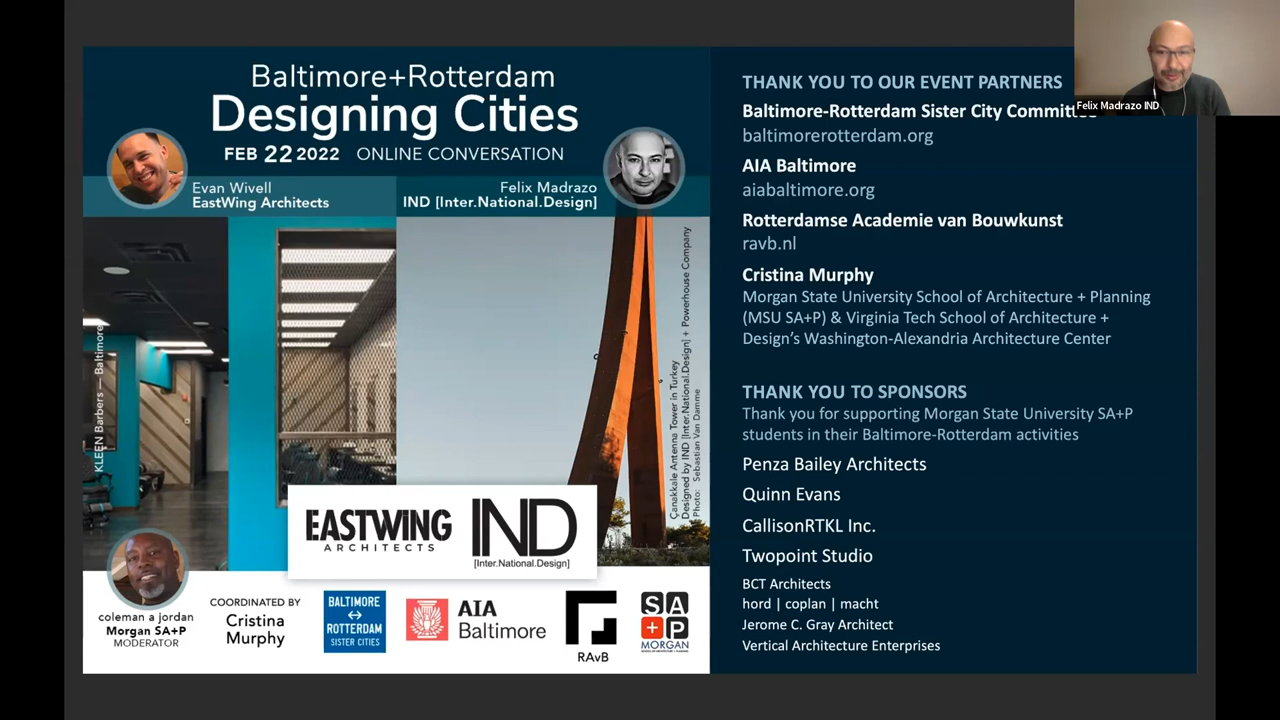 Baltimore+Rotterdam
Designing Cities
FEB 22 2022 ONLINE CONVERSATION
Evan Wivell
EastWing Architects
Felix Madrazo
IND [Inter.National.Design]
KLEEN Barbers — Baltimore
Çanakkale Antenna Tower in Turkey
Designed by IND [Inter.National.Design] + Powerhouse Company
Photo: Sebastian Van Damme
EASTWING
ARCHITECTS
IND
[Inter.National.Design]
coleman a jordan
Morgan SA+P
MODERATOR
COORDINATED BY
Cristina
Murphy
BALTIMORE
↔
ROTTERDAM
SISTER CITIES
AIA
Baltimore
RAvB
SA
+P
MORGAN
THANK YOU TO OUR EVENT PARTNERS
Baltimore-Rotterdam Sister City Committee
baltimorerotterdam.org
AIA Baltimore
aiabaltimore.org
Rotterdamse Academie van Bouwkunst
ravb.nl
Cristina Murphy
Morgan State University School of Architecture + Planning
(MSU SA+P) & Virginia Tech School of Architecture +
Design's Washington-Alexandria Architecture Center
THANK YOU TO SPONSORS
Thank you for supporting Morgan State University SA+P
students in their Baltimore-Rotterdam activities
Penza Bailey Architects
Quinn Evans
CallisonRTKL Inc.
Twopoint Studio
BCT Architects
hord | coplan | macht
Jerome C. Gray Architect
Vertical Architecture Enterprises
Felix Madrazo IND